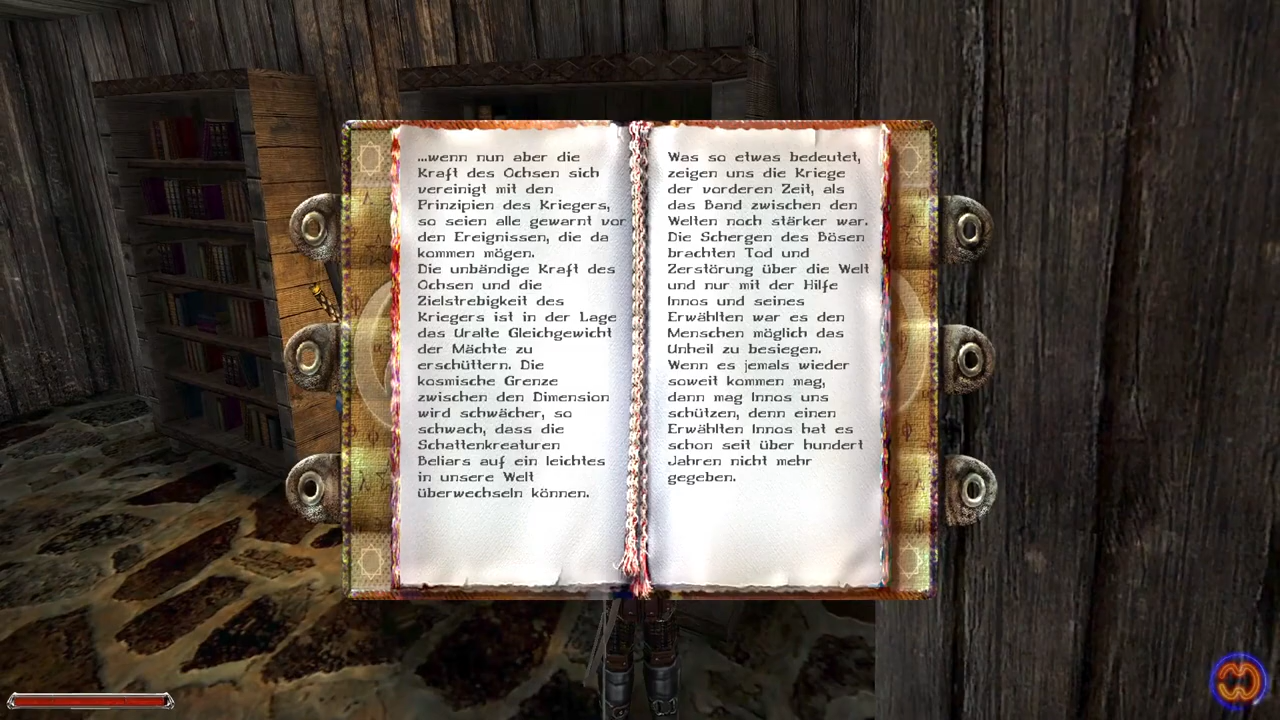 ...wenn nun aber die
Kraft des Ochsen sich
vereinigt mit den
Prinzipien des Kriegers,
so seien alle gewarnt vor
den Ereignissen, die da
kommen mögen.
Die unbändige Kraft des
Ochsen und die
Zielstrebigkeit des
Kriegers ist in der Lage
das Uralte Gleichgewicht
der Mächte zu
erschüttern. Die
kosmische Grenze
zwischen den Dimension
wird schwächer, so
schwach, dass die
Schattenkreaturen
Beliars auf ein leichtes
in unsere Welt
überwechseln können.
Was so etwas bedeutet,
zeigen uns die Kriege
der vorderen Zeit, als
das Band zwischen den
Welten noch stärker war.
Die Schergen des Bösen
brachten Tod und
Zerstörung über die Welt
und nur mit der Hilfe
Innos und seines
Erwählten war es den
Menschen möglich das
Unheil zu besiegen.
Wenn es jemals wieder
soweit kommen mag,
dann mag Innos uns
schützen, denn einen
Erwählten Innos hat es
schon seit über hundert
Jahren nicht mehr
gegeben.